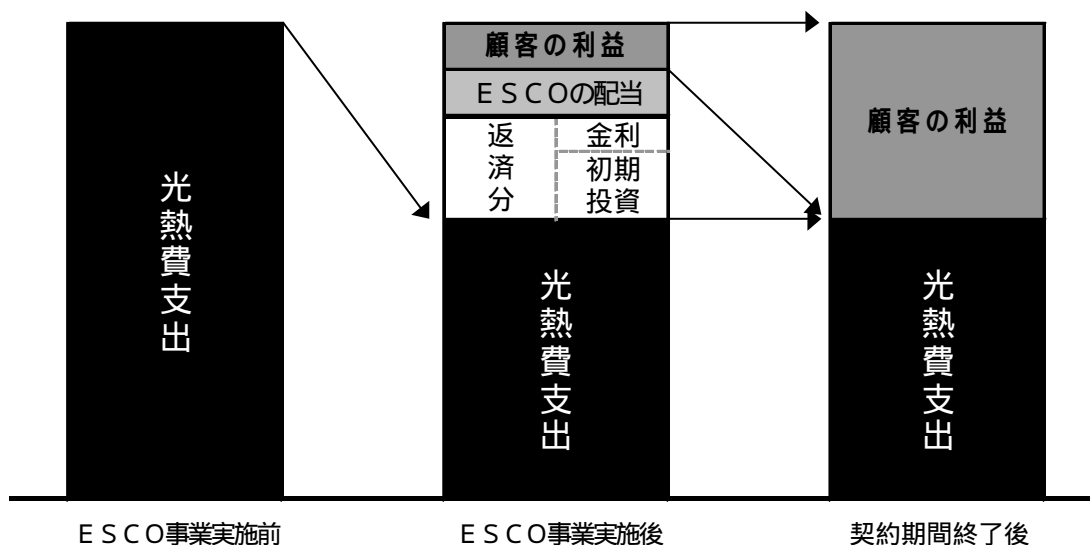 光熱費支出
顧客の利益
ＥＳＣＯの配当
返済分
金利
初期
投資
光熱費支出
顧客の利益
光熱費支出
ＥＳＣＯ事業実施前
ＥＳＣＯ事業実施後
契約期間終了後